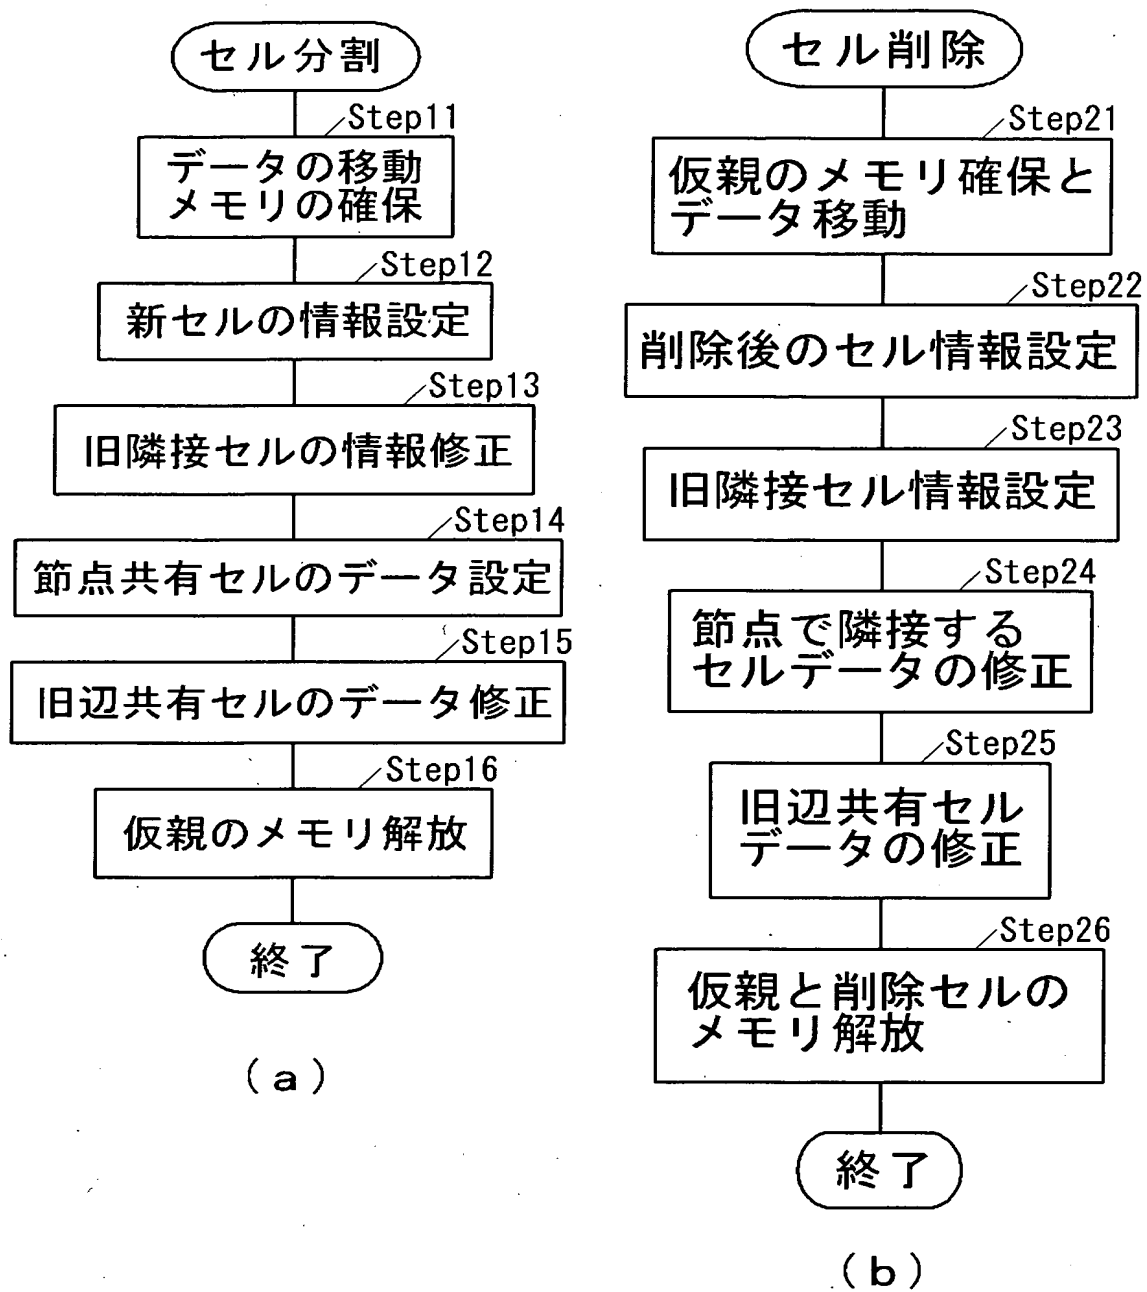 セル分割
Step11
データの移動
メモリの確保
Step12
新セルの情報設定
Step13
旧隣接セルの情報修正
Step14
節点共有セルのデータ設定
Step15
旧辺共有セルのデータ修正
Step16
仮親のメモリ解放
終了
(a)
セル削除
Step21
仮親のメモリ確保と
データ移動
Step22
削除後のセル情報設定
Step23
旧隣接セル情報設定
Step24
節点で隣接する
セルデータの修正
Step25
旧辺共有セル
データの修正
Step26
仮親と削除セルの
メモリ解放
終了
(b)